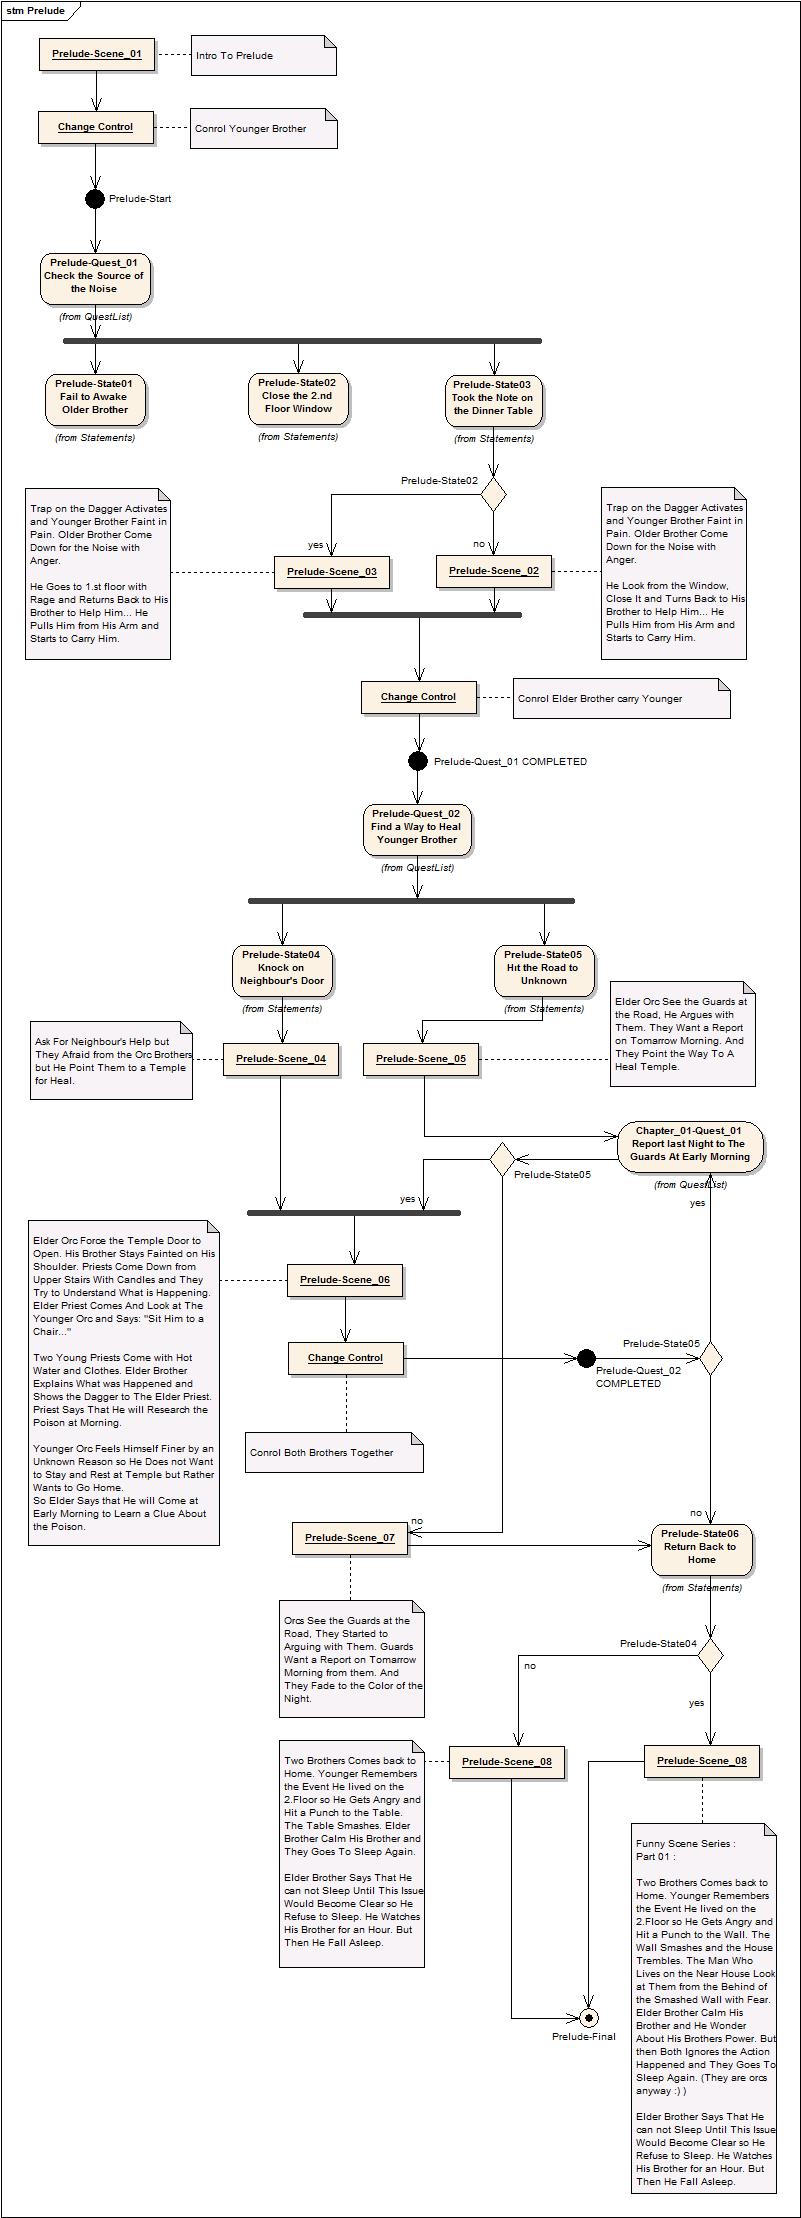 stm Prelude
Prelude-Scene_01
Intro To Prelude
Change Control
Conrol Younger Brother
Prelude-Start
Prelude-Quest_01
Check the Source of
the Noise
(from QuestList)
Prelude-State01
Fail to Awake
Older Brother
(from Statements)
Prelude-State02
Close the 2.nd
Floor Window
(from Statements)
Prelude-State03
Took the Note on
the Dinner Table
(from Statements)
Prelude-State02
yes
no
Trap on the Dagger Activates
and Younger Brother Faint in
Pain. Older Brother Come
Down for the Noise with
Anger.
He Goes to 1.st floor with
Rage and Returns Back to His
Brother to Help Him... He
Pulls Him from His Arm and
Starts to Carry Him.
Prelude-Scene_03
Prelude-Scene_02
Trap on the Dagger Activates
and Younger Brother Faint in
Pain. Older Brother Come
Down for the Noise with
Anger.
He Look from the Window,
Close It and Turns Back to His
Brother to Help Him... He
Pulls Him from His Arm and
Starts to Carry Him.
Change Control
Conrol Elder Brother carry Younger
Prelude-Quest_01 COMPLETED
Prelude-Quest_02
Find a Way to Heal
Younger Brother
(from QuestList)
Prelude-State04
Knock on
Neighbour's Door
(from Statements)
Prelude-State05
Hit the Road to
Unknown
(from Statements)
Ask For Neighbour's Help but
They Afraid from the Orc Brothers
but He Point Them to a Temple
for Heal.
Prelude-Scene_04
Prelude-Scene_05
Elder Orc See the Guards at
the Road, He Argues with
Them. They Want a Report
on Tomarrow Morning. And
They Point the Way To A
Heal Temple.
Chapter_01-Quest_01
Report last Night to The
Guards At Early Morning
(from QuestList)
Prelude-State05
yes
yes
Elder Orc Force the Temple Door to
Open. His Brother Stays Fainted on His
Shoulder. Priests Come Down from
Upper Stairs With Candles and They
Try to Understand What is Happening.
Elder Priest Comes And Look at The
Younger Orc and Says: "Sit Him to a
Chair..."
Two Young Priests Come with Hot
Water and Clothes. Elder Brother
Explains What was Happened and
Shows the Dagger to The Elder Priest.
Priest Says That He will Research the
Poison at Morning.
Younger Orc Feels Himself Finer by an
Unknown Reason so He Does not Want
to Stay and Rest at Temple but Rather
Wants to Go Home.
So Elder Says that He will Come at
Early Morning to Learn a Clue About
the Poison.
Prelude-Scene_06
Change Control
Prelude-State05
Prelude-Quest_02
COMPLETED
Conrol Both Brothers Together
no
no
Prelude-Scene_07
Prelude-State06
Return Back to
Home
(from Statements)
Orcs See the Guards at the
Road, They Started to
Arguing with Them. Guards
Want a Report on Tomarrow
Morning from them. And
They Fade to the Color of the
Night.
Prelude-State04
no
yes
Two Brothers Comes back to
Home. Younger Remembers
the Event He lived on the
2.Floor so He Gets Angry and
Hit a Punch to the Table.
The Table Smashes. Elder
Brother Calm His Brother and
They Goes To Sleep Again.
Elder Brother Says That He
can not Sleep Until This Issue
Would Become Clear so He
Refuse to Sleep. He Watches
His Brother for an Hour. But
Then He Fall Asleep.
Prelude-Scene_08
Prelude-Scene_08
Funny Scene Series :
Part 01 :
Two Brothers Comes back to
Home. Younger Remembers
the Event He lived on the
2.Floor so He Gets Angry and
Hit a Punch to the Wall. The
Wall Smashes and the House
Trembles. The Man Who
Lives on the Near House Look
at Them from the Behind of
the Smashed Wall with Fear.
Elder Brother Calm His
Brother and He Wonder
About His Brothers Power. But
then Both Ignores the Action
Happened and They Goes To
Sleep Again. (They are orcs
anyway :) )
Elder Brother Says That He
can not Sleep Until This Issue
Would Become Clear so He
Refuse to Sleep. He Watches
His Brother for an Hour. But
Then He Fall Asleep.
Prelude-Final